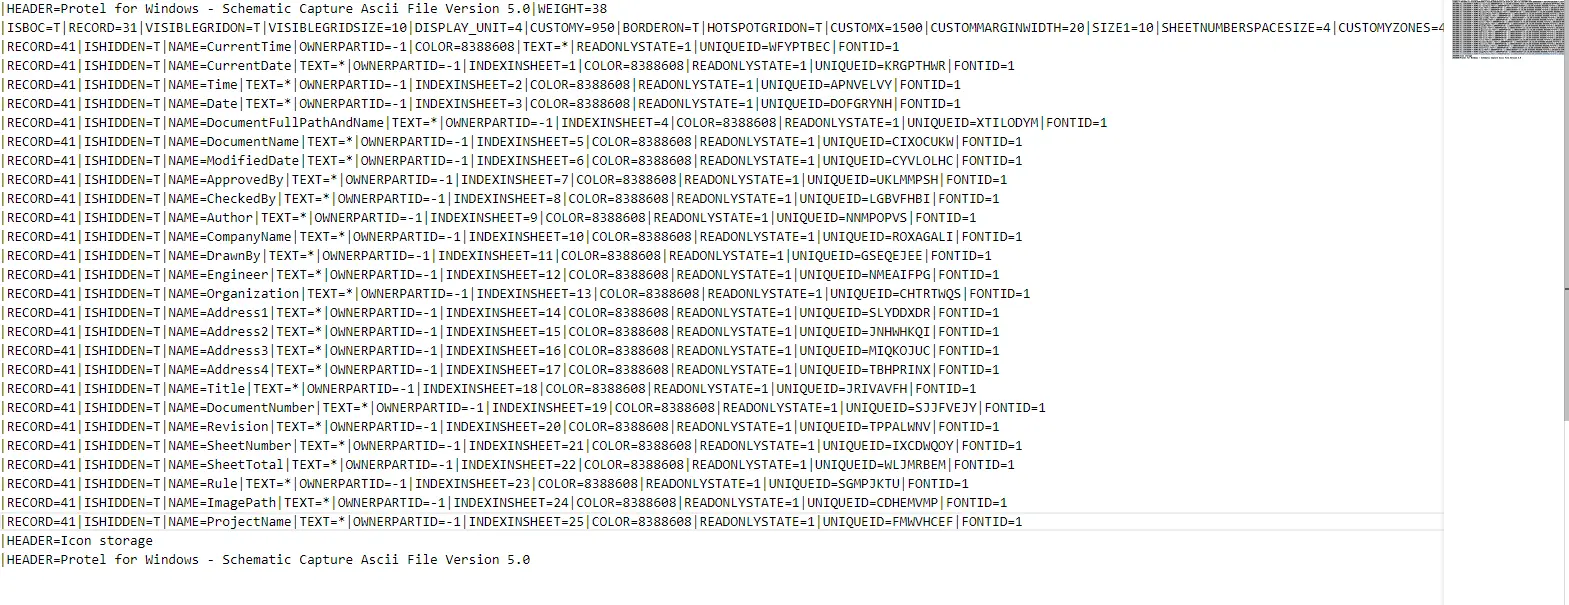 |HEADER=Protel for Windows - Schematic Capture Ascii File Version 5.0|WEIGHT=38
|ISBOC=T|RECORD=31|VISIBLEGRIDON=T|VISIBLEGRIDSIZE=10|DISPLAY_UNIT=4|CUSTOMY=950|BORDERON=T|HOTSPOTGRIDON=T|CUSTOMX=1500|CUSTOMMARGINWIDTH=20|SIZE1=10|SHEETNUMBERSPACESIZE=4|CUSTOMYZONES=4
|RECORD=41|ISHIDDEN=T|NAME=CurrentTime|OWNERPARTID=-1|COLOR=8388608|TEXT=*|READONLYSTATE=1|UNIQUEID=WFYPTBEC|FONTID=1
|RECORD=41|ISHIDDEN=T|NAME=CurrentDate|TEXT=*|OWNERPARTID=-1|INDEXINSHEET=1|COLOR=8388608|READONLYSTATE=1|UNIQUEID=KRGPTHWR|FONTID=1
|RECORD=41|ISHIDDEN=T|NAME=Time|TEXT=*|OWNERPARTID=-1|INDEXINSHEET=2|COLOR=8388608|READONLYSTATE=1|UNIQUEID=APNVELVY|FONTID=1
|RECORD=41|ISHIDDEN=T|NAME=Date|TEXT=*|OWNERPARTID=-1|INDEXINSHEET=3|COLOR=8388608|READONLYSTATE=1|UNIQUEID=DOFGRYNH|FONTID=1
|RECORD=41|ISHIDDEN=T|NAME=DocumentFullPathAndName|TEXT=*|OWNERPARTID=-1|INDEXINSHEET=4|COLOR=8388608|READONLYSTATE=1|UNIQUEID=XTILODYM|FONTID=1
|RECORD=41|ISHIDDEN=T|NAME=DocumentName|TEXT=*|OWNERPARTID=-1|INDEXINSHEET=5|COLOR=8388608|READONLYSTATE=1|UNIQUEID=CIXOCUKW|FONTID=1
|RECORD=41|ISHIDDEN=T|NAME=ModifiedDate|TEXT=*|OWNERPARTID=-1|INDEXINSHEET=6|COLOR=8388608|READONLYSTATE=1|UNIQUEID=CYVLOLHC|FONTID=1
|RECORD=41|ISHIDDEN=T|NAME=ApprovedBy|TEXT=*|OWNERPARTID=-1|INDEXINSHEET=7|COLOR=8388608|READONLYSTATE=1|UNIQUEID=UKLMMPSH|FONTID=1
|RECORD=41|ISHIDDEN=T|NAME=CheckedBy|TEXT=*|OWNERPARTID=-1|INDEXINSHEET=8|COLOR=8388608|READONLYSTATE=1|UNIQUEID=LGBVFHBI|FONTID=1
|RECORD=41|ISHIDDEN=T|NAME=Author|TEXT=*|OWNERPARTID=-1|INDEXINSHEET=9|COLOR=8388608|READONLYSTATE=1|UNIQUEID=NNMPOPVS|FONTID=1
|RECORD=41|ISHIDDEN=T|NAME=CompanyName|TEXT=*|OWNERPARTID=-1|INDEXINSHEET=10|COLOR=8388608|READONLYSTATE=1|UNIQUEID=ROXAGALI|FONTID=1
|RECORD=41|ISHIDDEN=T|NAME=DrawnBy|TEXT=*|OWNERPARTID=-1|INDEXINSHEET=11|COLOR=8388608|READONLYSTATE=1|UNIQUEID=GSEQEJEE|FONTID=1
|RECORD=41|ISHIDDEN=T|NAME=Engineer|TEXT=*|OWNERPARTID=-1|INDEXINSHEET=12|COLOR=8388608|READONLYSTATE=1|UNIQUEID=NMEAIFPG|FONTID=1
|RECORD=41|ISHIDDEN=T|NAME=Organization|TEXT=*|OWNERPARTID=-1|INDEXINSHEET=13|COLOR=8388608|READONLYSTATE=1|UNIQUEID=CHTRTWQS|FONTID=1
|RECORD=41|ISHIDDEN=T|NAME=Address1|TEXT=*|OWNERPARTID=-1|INDEXINSHEET=14|COLOR=8388608|READONLYSTATE=1|UNIQUEID=SLYDDXDR|FONTID=1
|RECORD=41|ISHIDDEN=T|NAME=Address2|TEXT=*|OWNERPARTID=-1|INDEXINSHEET=15|COLOR=8388608|READONLYSTATE=1|UNIQUEID=JNHWHKQI|FONTID=1
|RECORD=41|ISHIDDEN=T|NAME=Address3|TEXT=*|OWNERPARTID=-1|INDEXINSHEET=16|COLOR=8388608|READONLYSTATE=1|UNIQUEID=MIQKOJUC|FONTID=1
|RECORD=41|ISHIDDEN=T|NAME=Address4|TEXT=*|OWNERPARTID=-1|INDEXINSHEET=17|COLOR=8388608|READONLYSTATE=1|UNIQUEID=TBHPRINX|FONTID=1
|RECORD=41|ISHIDDEN=T|NAME=Title|TEXT=*|OWNERPARTID=-1|INDEXINSHEET=18|COLOR=8388608|READONLYSTATE=1|UNIQUEID=JRIVAVFH|FONTID=1
|RECORD=41|ISHIDDEN=T|NAME=DocumentNumber|TEXT=*|OWNERPARTID=-1|INDEXINSHEET=19|COLOR=8388608|READONLYSTATE=1|UNIQUEID=SJJFVEJY|FONTID=1
|RECORD=41|ISHIDDEN=T|NAME=Revision|TEXT=*|OWNERPARTID=-1|INDEXINSHEET=20|COLOR=8388608|READONLYSTATE=1|UNIQUEID=TPPALWNV|FONTID=1
|RECORD=41|ISHIDDEN=T|NAME=SheetNumber|TEXT=*|OWNERPARTID=-1|INDEXINSHEET=21|COLOR=8388608|READONLYSTATE=1|UNIQUEID=IXCDWQOY|FONTID=1
|RECORD=41|ISHIDDEN=T|NAME=SheetTotal|TEXT=*|OWNERPARTID=-1|INDEXINSHEET=22|COLOR=8388608|READONLYSTATE=1|UNIQUEID=WLJMRBEM|FONTID=1
|RECORD=41|ISHIDDEN=T|NAME=Rule|TEXT=*|OWNERPARTID=-1|INDEXINSHEET=23|COLOR=8388608|READONLYSTATE=1|UNIQUEID=SGMPJKTU|FONTID=1
|RECORD=41|ISHIDDEN=T|NAME=ImagePath|TEXT=*|OWNERPARTID=-1|INDEXINSHEET=24|COLOR=8388608|READONLYSTATE=1|UNIQUEID=CDHEMVMP|FONTID=1
|RECORD=41|ISHIDDEN=T|NAME=ProjectName|TEXT=*|OWNERPARTID=-1|INDEXINSHEET=25|COLOR=8388608|READONLYSTATE=1|UNIQUEID=FMWVHCEF|FONTID=1
|HEADER=Icon storage
|HEADER=Protel for Windows - Schematic Capture Ascii File Version 5.0